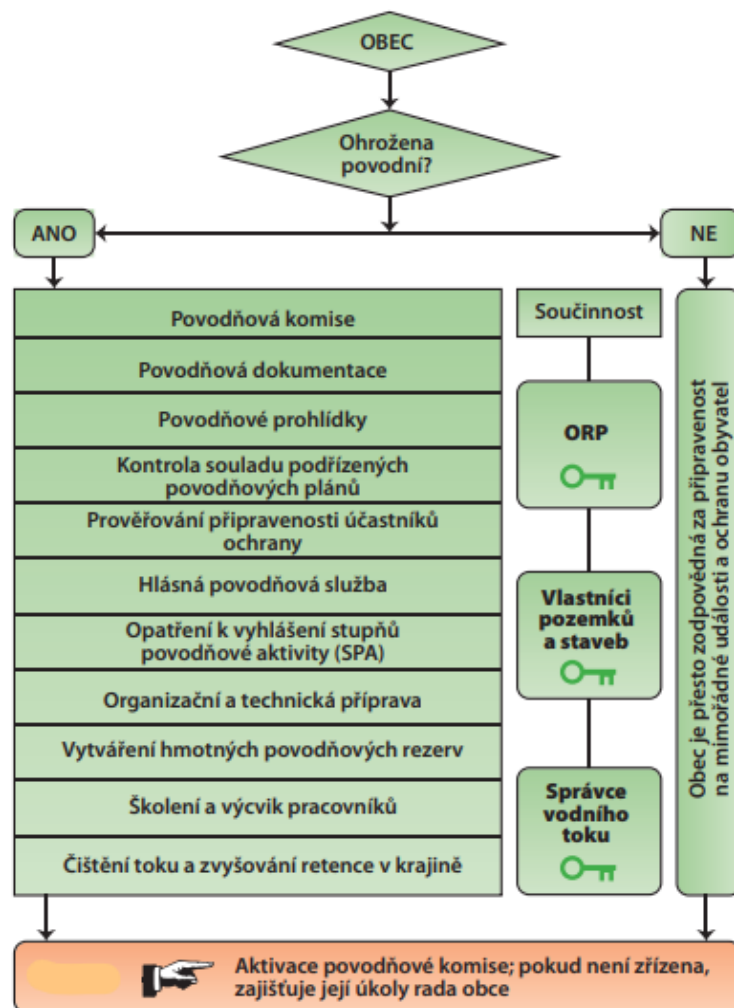 OBEC
Ohrožena
povodní?
ANO
NE
Povodňová komise
Povodňová dokumentace
Povodňové prohlídky
Kontrola souladu podřízených
povodňových plánů
Prověřování připravenosti účastníků
ochrany
Hlásná povodňová služba
Opatření k vyhlášení stupňů
povodňové aktivity (SPA)
Organizační a technická příprava
Vytváření hmotných povodňových rezerv
Školení a výcvik pracovníků
Čištění toku a zvyšování retence v krajině
Součinnost
ORP
Vlastníci
pozemků
a staveb
Správce
vodního
toku
Obec je přesto zodpovědná za připravenost
na mimořádné události a ochranu obyvatel
Aktivace povodňové komise; pokud není zřízena,
zajišťuje její úkoly rada obce